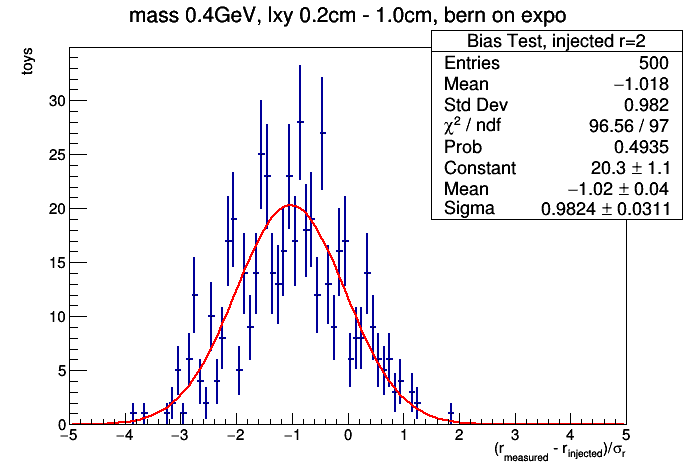 mass 0.4GeV, lxy 0.2cm - 1.0cm, bern on expo
toys
Bias Test, injected r=2
Entries 500
Mean −1.018
Std Dev 0.982
χ² / ndf 96.56 / 97
Prob 0.4935
Constant 20.3 ± 1.1
Mean −1.02 ± 0.04
Sigma 0.9824 ± 0.0311
30
25
20
15
10
5
0
−5 −4 −3 −2 −1 0 1 2 3 4 5
(r_measured - r_injected)/σ_r